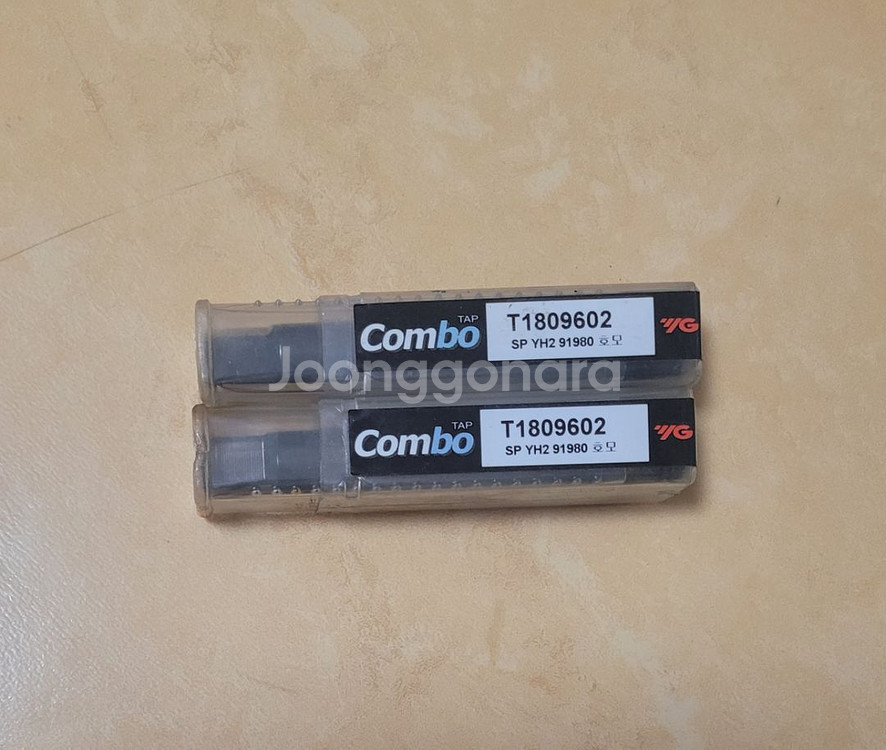 TAP
Combo
T1809602
SP YH2 91980 호모
YG
Joonggonara
TAP
Combo
T1809602
SP YH2 91980 호모
YG